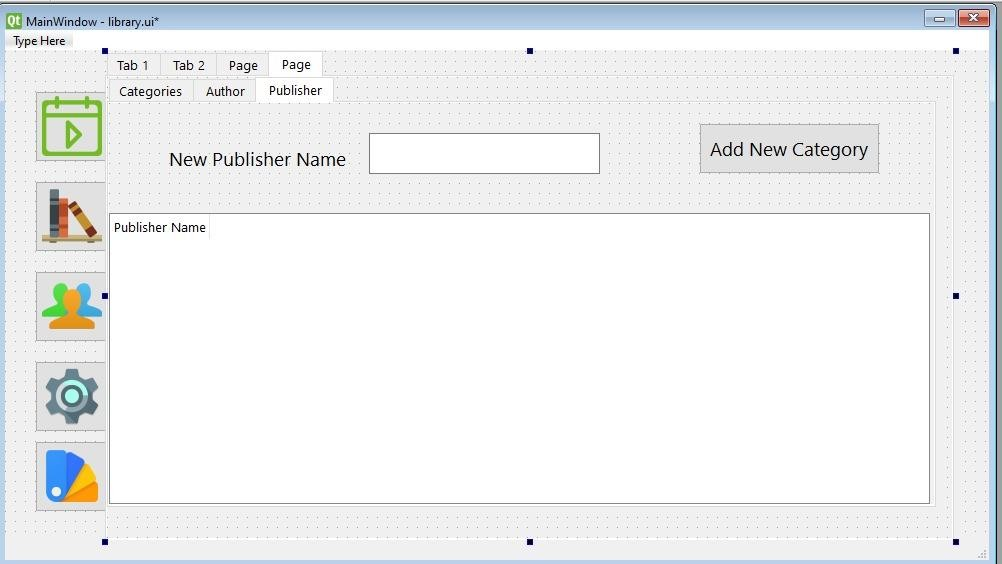 Qt MainWindow - library.ui*
Type Here
Tab 1 Tab 2 Page Page
Categories Author Publisher
New Publisher Name Add New Category
Publisher Name